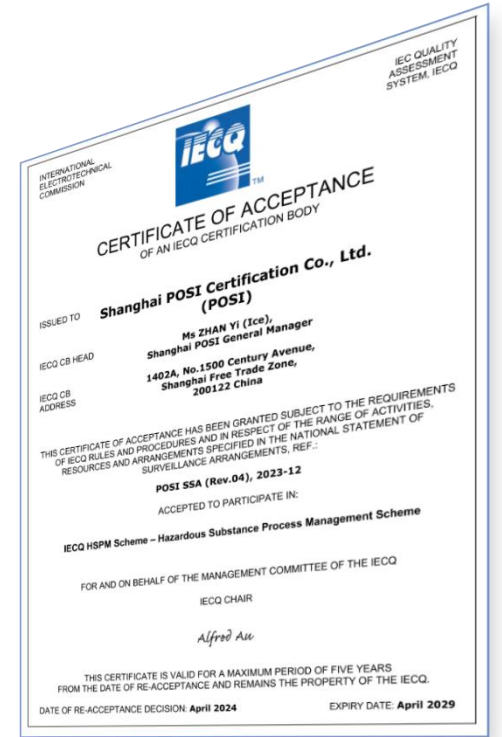 IEC QUALITY
ASSESSMENT
SYSTEM, IECQ
INTERNATIONAL
ELECTROTECHNICAL
COMMISSION
IECQ
TM
CERTIFICATE OF ACCEPTANCE
OF AN IECQ CERTIFICATION BODY
ISSUED TO
Shanghai POSI Certification Co., Ltd.
(POSI)
IECQ CB HEAD
Ms ZHAN Yi (Ice),
Shanghai POSI General Manager
IECQ CB
ADDRESS
1402A, No.1500 Century Avenue,
Shanghai Free Trade Zone,
200122 China
THIS CERTIFICATE OF ACCEPTANCE HAS BEEN GRANTED SUBJECT TO THE REQUIREMENTS
OF IECQ RULES AND PROCEDURES AND IN RESPECT OF THE RANGE OF ACTIVITIES,
RESOURCES AND ARRANGEMENTS SPECIFIED IN THE NATIONAL STATEMENT OF
SURVEILLANCE ARRANGEMENTS, REF.:
POSI SSA (Rev.04), 2023-12
ACCEPTED TO PARTICIPATE IN:
IECQ HSPM Scheme – Hazardous Substance Process Management Scheme
FOR AND ON BEHALF OF THE MANAGEMENT COMMITTEE OF THE IECQ
IECQ CHAIR
Alfred Au
THIS CERTIFICATE IS VALID FOR A MAXIMUM PERIOD OF FIVE YEARS
FROM THE DATE OF RE-ACCEPTANCE AND REMAINS THE PROPERTY OF THE IECQ.
DATE OF RE-ACCEPTANCE DECISION: April 2024
EXPIRY DATE: April 2029